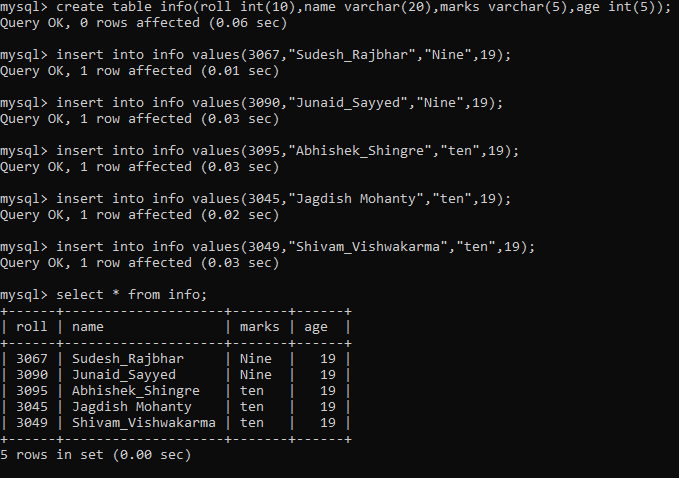 mysql> create table info(roll int(10),name varchar(20),marks varchar(5),age int(5));
Query OK, 0 rows affected (0.06 sec)

mysql> insert into info values(3067,"Sudesh_Rajbhar","Nine",19);
Query OK, 1 row affected (0.01 sec)

mysql> insert into info values(3090,"Junaid_Sayyed","Nine",19);
Query OK, 1 row affected (0.03 sec)

mysql> insert into info values(3095,"Abhishek_Shingre","ten",19);
Query OK, 1 row affected (0.03 sec)

mysql> insert into info values(3045,"Jagdish Mohanty","ten",19);
Query OK, 1 row affected (0.02 sec)

mysql> insert into info values(3049,"Shivam_Vishwakarma","ten",19);
Query OK, 1 row affected (0.03 sec)

mysql> select * from info;
+------+--------------------+-------+------+
| roll | name               | marks | age  |
+------+--------------------+-------+------+
| 3067 | Sudesh_Rajbhar     | Nine  |   19 |
| 3090 | Junaid_Sayyed      | Nine  |   19 |
| 3095 | Abhishek_Shingre   | ten   |   19 |
| 3045 | Jagdish Mohanty    | ten   |   19 |
| 3049 | Shivam_Vishwakarma | ten   |   19 |
+------+--------------------+-------+------+
5 rows in set (0.00 sec)